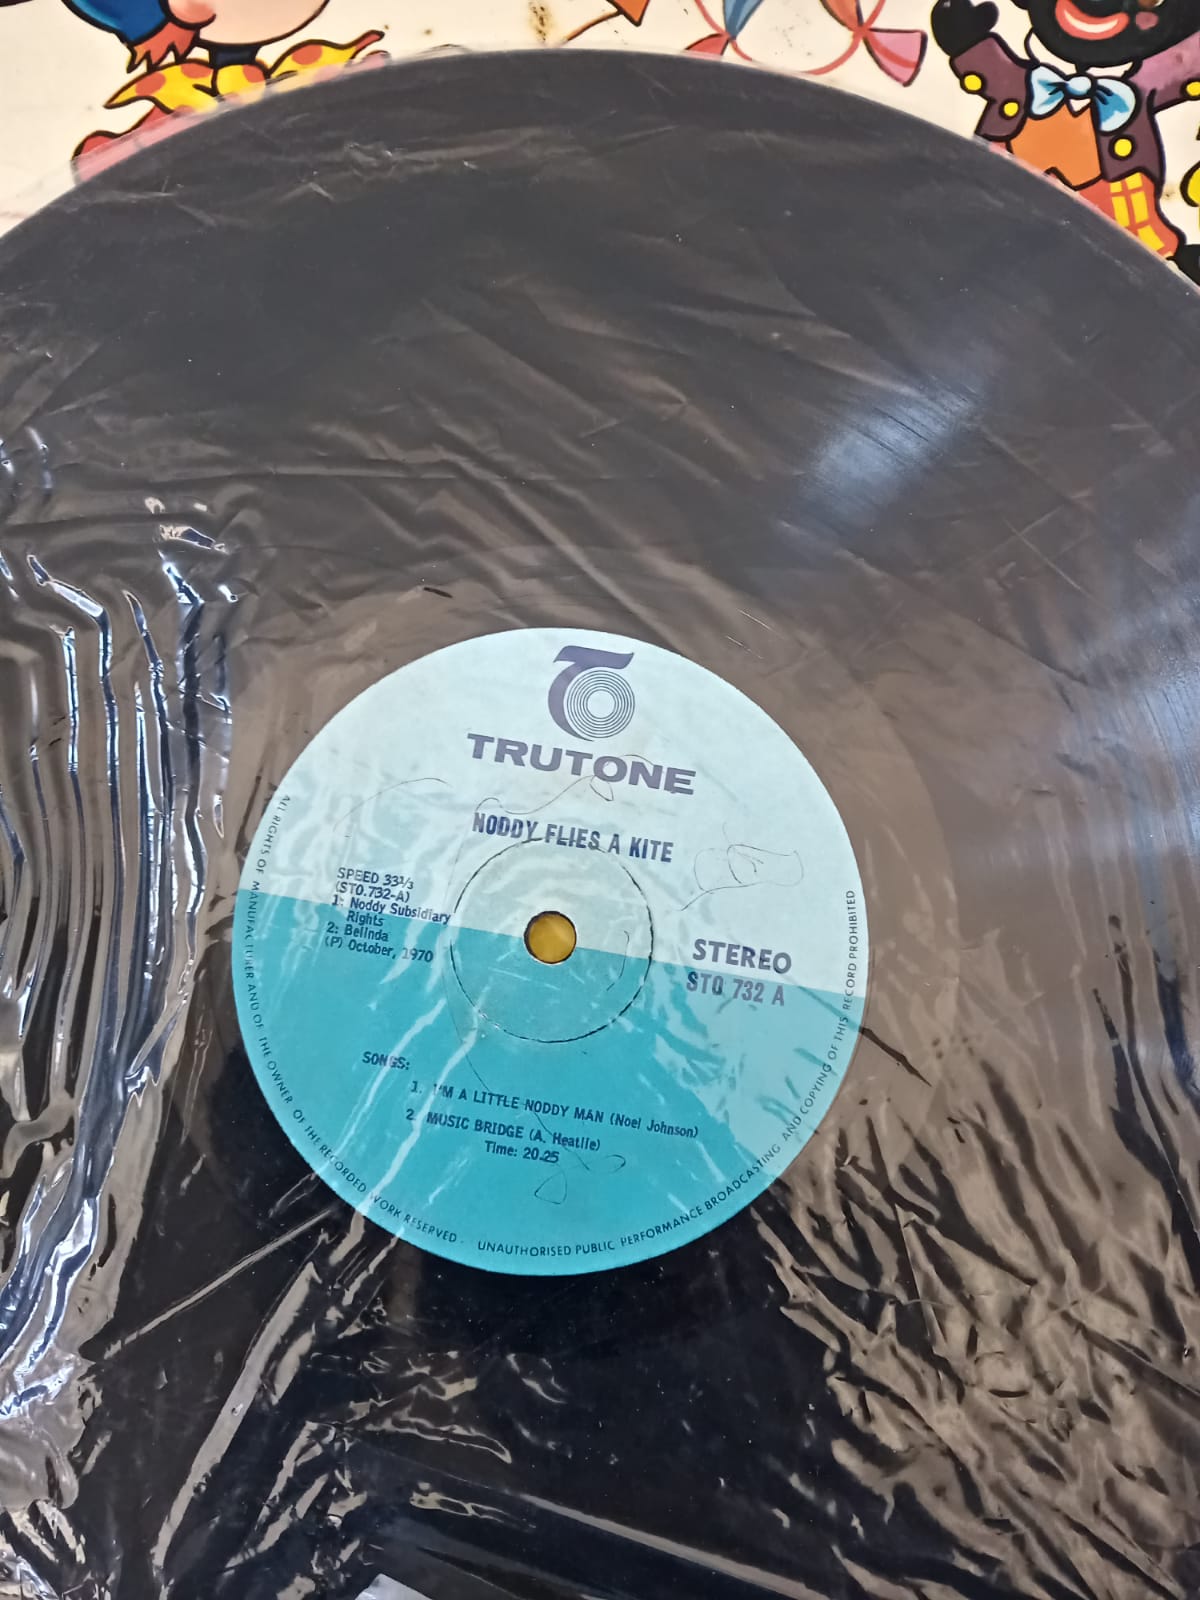 TRUTONE
NODDY FLIES A KITE
SPEED 33⅓
(STO.732-A)
1: Noddy Subsidiary
Rights
2: Belinda
(P) October, 1970
STEREO
STO 732 A
SONGS:
1. I'M A LITTLE NODDY MAN (Noel Johnson)
2 MUSIC BRIDGE (A. Heatlie)
Time: 20.25
ALL RIGHTS OF MANUFACTURER AND OF THE OWNER OF THE RECORDED WORK RESERVED. UNAUTHORISED PUBLIC PERFORMANCE BROADCASTING AND COPYING OF THIS RECORD PROHIBITED